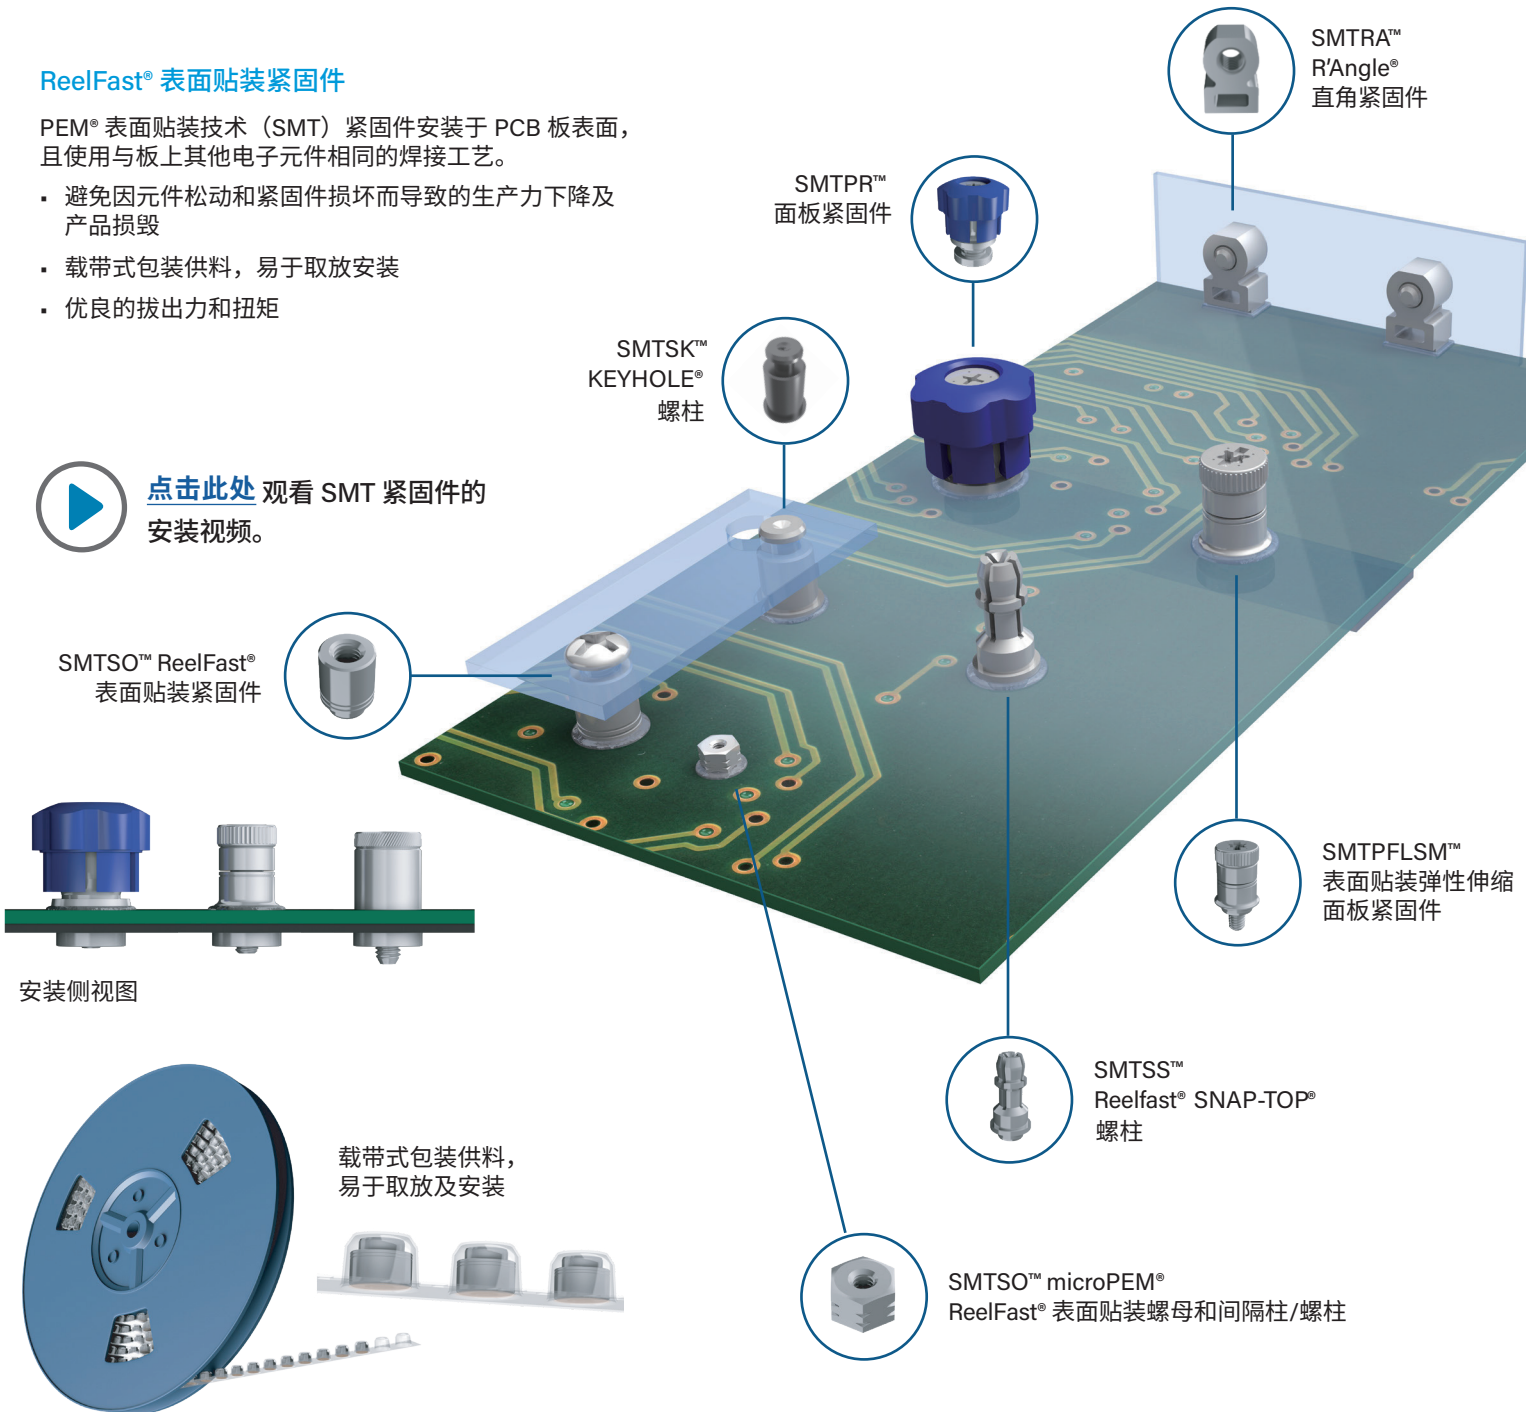 ReelFast® 表面贴装紧固件
PEM® 表面贴装技术（SMT）紧固件安装于 PCB 板表面，
且使用与板上其他电子元件相同的焊接工艺。
▪ 避免因元件松动和紧固件损坏而导致的生产力下降及
产品损毁
▪ 载带式包装供料，易于取放安装
▪ 优良的拔出力和扭矩
SMTRA™
R’Angle®
直角紧固件
SMTPR™
面板紧固件
SMTSK™
KEYHOLE®
螺柱
点击此处 观看 SMT 紧固件的
安装视频。
SMTSO™ ReelFast®
表面贴装紧固件
SMTPFLSM™
表面贴装弹性伸缩
面板紧固件
安装侧视图
SMTSS™
Reelfast® SNAP-TOP®
螺柱
载带式包装供料，
易于取放及安装
SMTSO™ microPEM®
ReelFast® 表面贴装螺母和间隔柱/螺柱